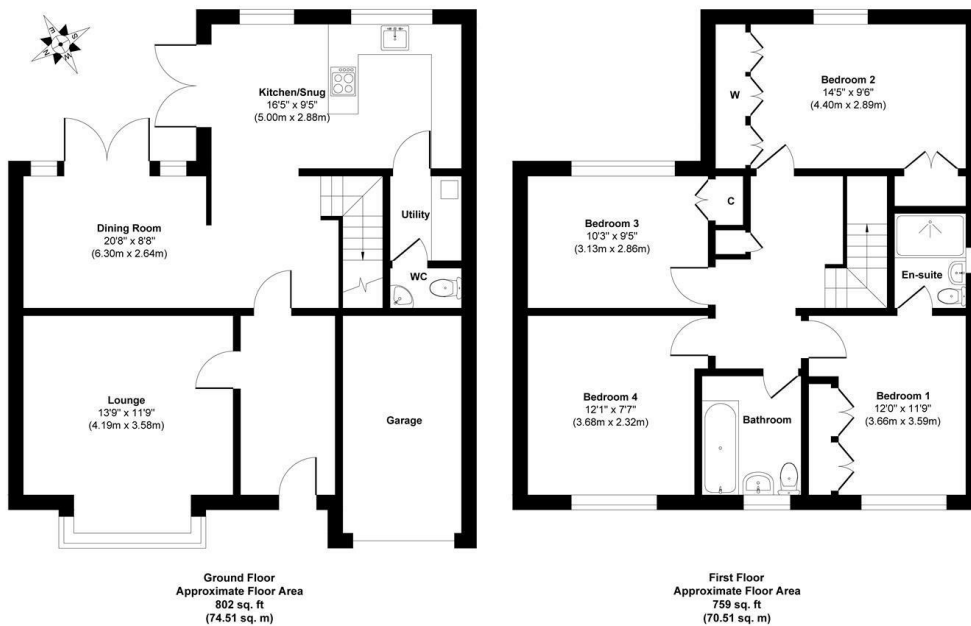 N
E
S
W
Kitchen/Snug
16'5" x 9'5"
(5.00m x 2.88m)
Dining Room
20'8" x 8'8"
(6.30m x 2.64m)
Utility
WC
Lounge
13'9" x 11'9"
(4.19m x 3.58m)
Garage
Ground Floor
Approximate Floor Area
802 sq. ft
(74.51 sq. m)
W
Bedroom 2
14'5" x 9'6"
(4.40m x 2.89m)
Bedroom 3
10'3" x 9'5"
(3.13m x 2.86m)
C
En-suite
Bedroom 4
12'1" x 7'7"
(3.68m x 2.32m)
Bathroom
Bedroom 1
12'0" x 11'9"
(3.66m x 3.59m)
First Floor
Approximate Floor Area
759 sq. ft
(70.51 sq. m)